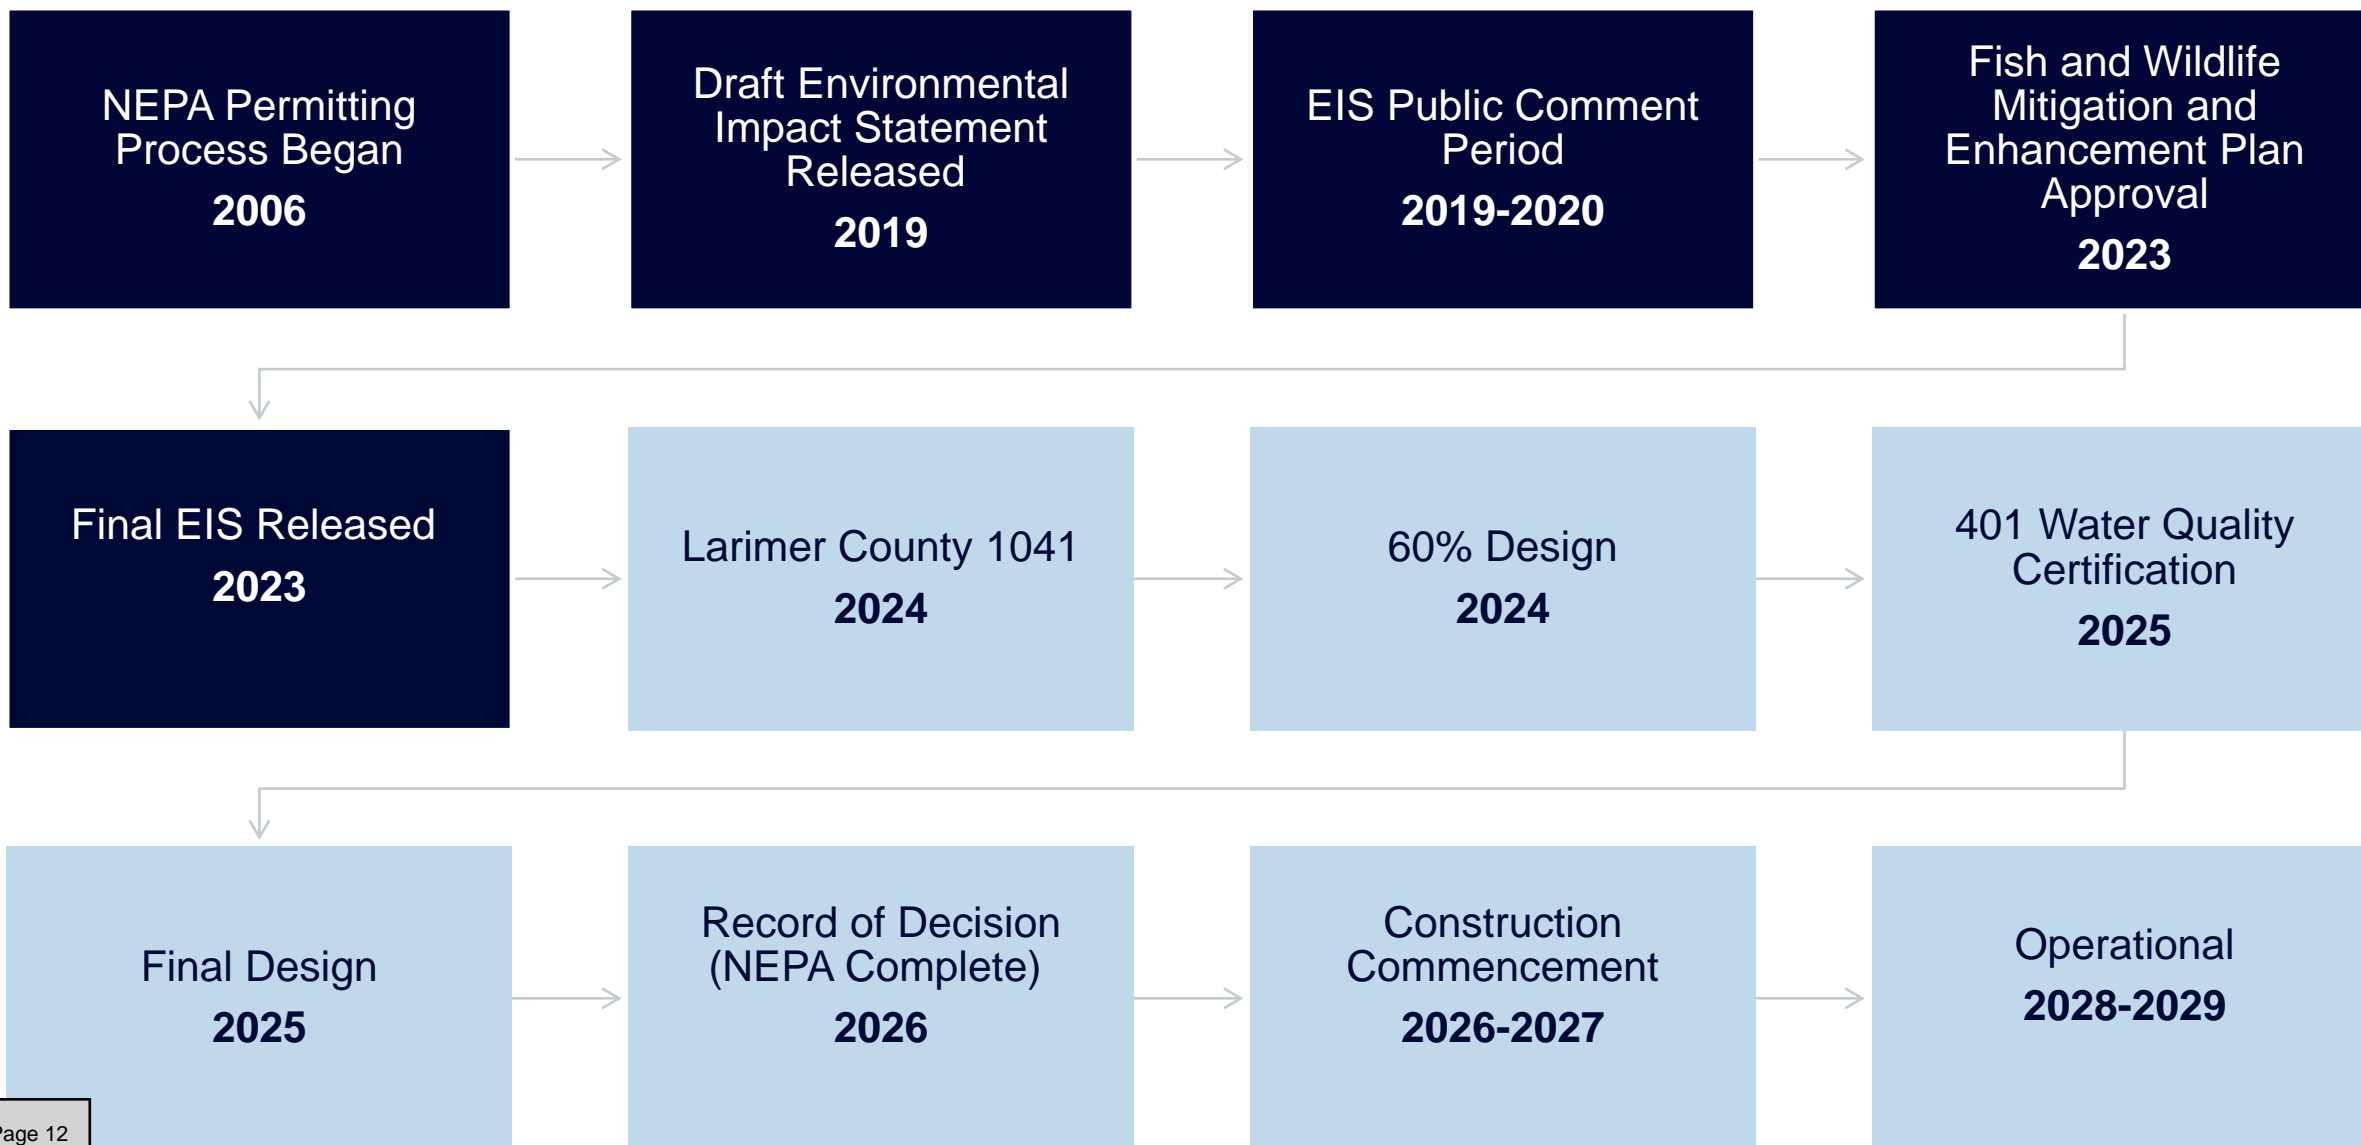 NEPA Permitting
Process Began
2006
Draft Environmental
Impact Statement
Released
2019
EIS Public Comment
Period
2019-2020
Fish and Wildlife
Mitigation and
Enhancement Plan
Approval
2023
Final EIS Released
2023
Larimer County 1041
2024
60% Design
2024
401 Water Quality
Certification
2025
Final Design
2025
Record of Decision
(NEPA Complete)
2026
Construction
Commencement
2026-2027
Operational
2028-2029
Page 12